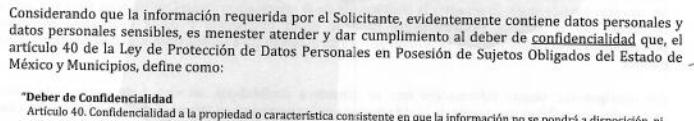 Considerando que la información requerida por el Solicitante, evidentemente contiene datos personales y
datos personales sensibles, es menester atender y dar cumplimiento al deber de confidencialidad que, el
artículo 40 de la Ley de Protección de Datos Personales en Posesión de Sujetos Obligados del Estado de
México y Municipios, define como:
"Deber de Confidencialidad
Artículo 40. Confidencialidad a la propiedad o característica consistente en que la información no se pondrá a disposición, ni